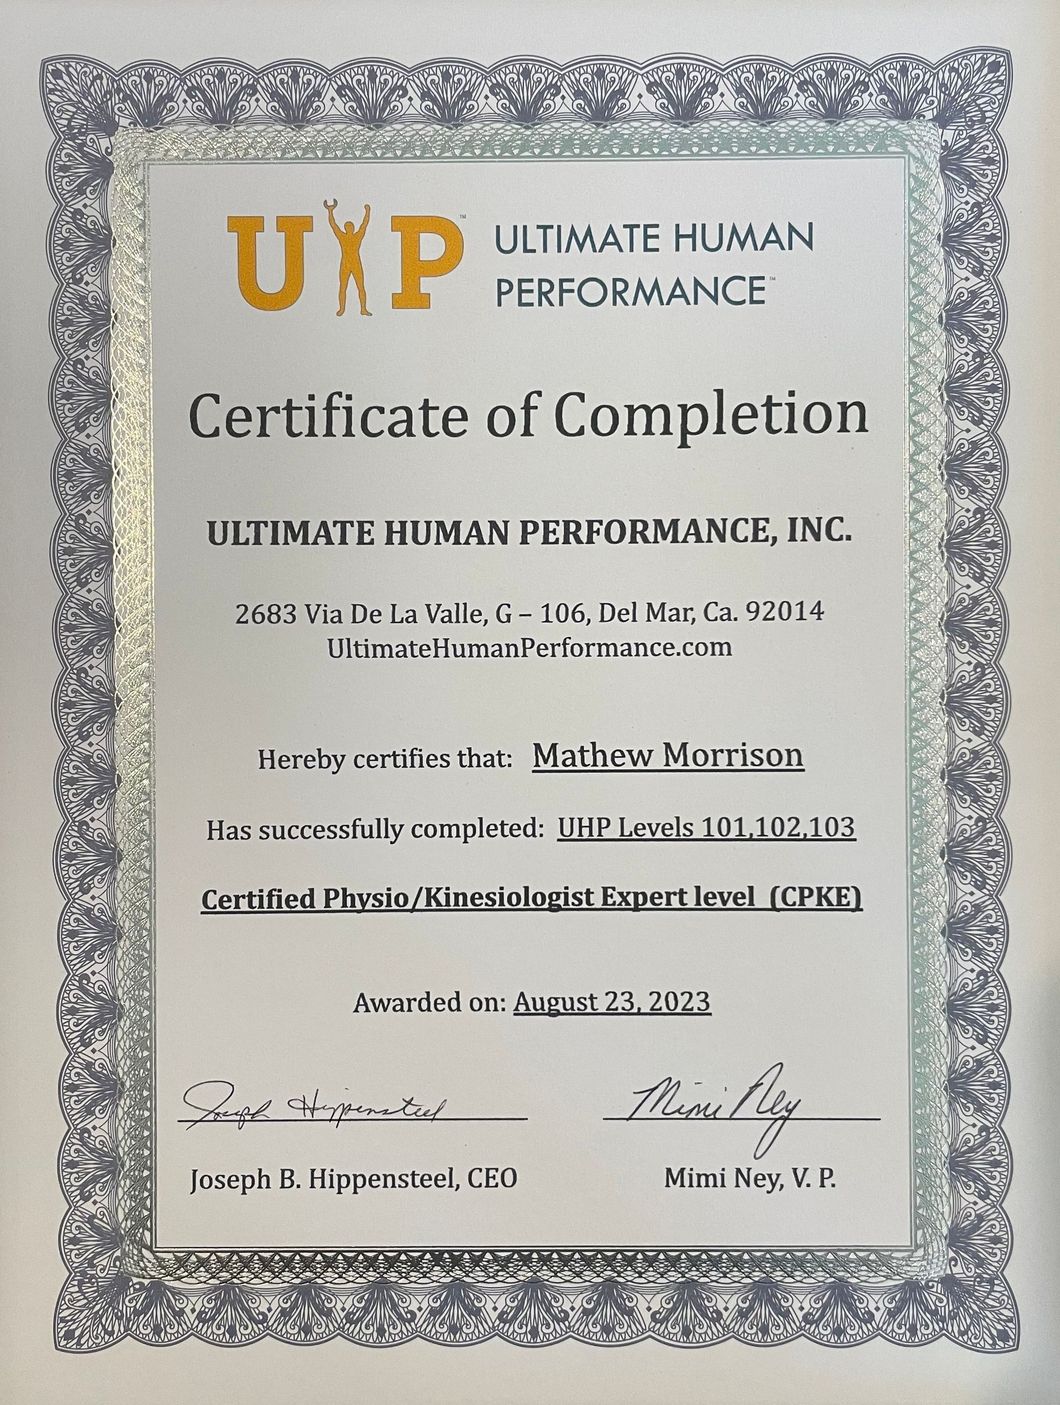 UHP™ ULTIMATE HUMAN
PERFORMANCE™
Certificate of Completion
ULTIMATE HUMAN PERFORMANCE, INC.
2683 Via De La Valle, G – 106, Del Mar, Ca. 92014
UltimateHumanPerformance.com
Hereby certifies that: Mathew Morrison
Has successfully completed: UHP Levels 101,102,103
Certified Physio/Kinesiologist Expert level (CPKE)
Awarded on: August 23, 2023
Joseph Hippensteel Mimi Ney
Joseph B. Hippensteel, CEO Mimi Ney, V. P.